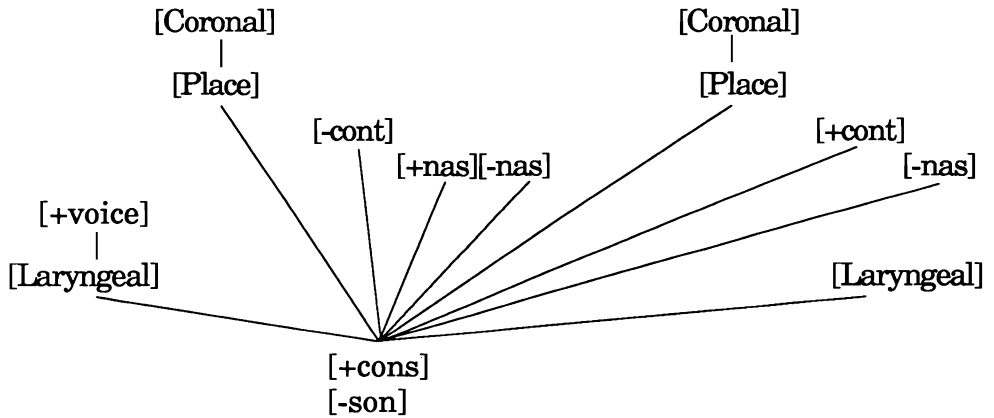 [Coronal] [Coronal]
[Place] [Place]
[-cont] [+cont]
[+nas][-nas] [-nas]
[+voice]
[Laryngeal] [Laryngeal]
[+cons]
[-son]